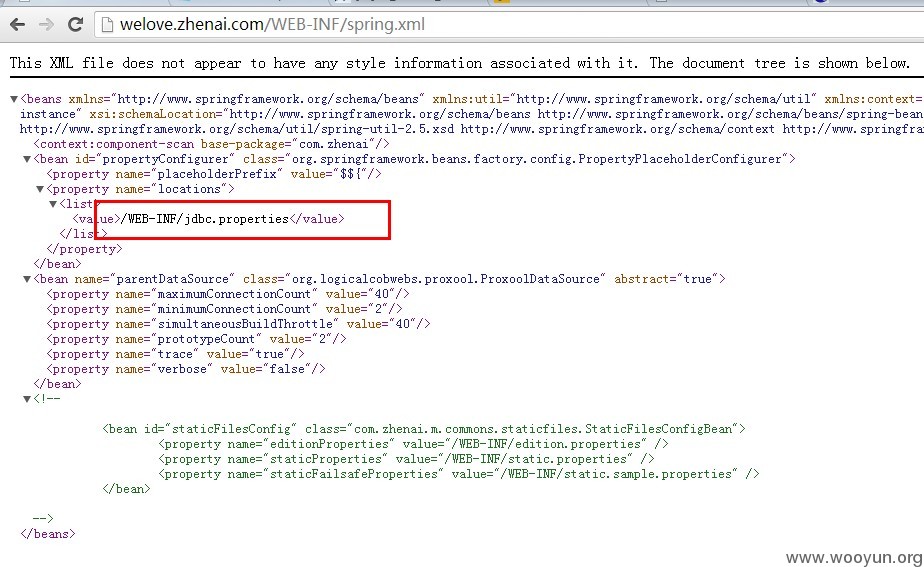 welove.zhenai.com/WEB-INF/spring.xml
This XML file does not appear to have any style information associated with it. The document tree is shown below.
▼<beans xmlns="http://www.springframework.org/schema/beans" xmlns:util="http://www.springframework.org/schema/util" xmlns:context=
instance" xsi:schemaLocation="http://www.springframework.org/schema/beans http://www.springframework.org/schema/beans/spring-bean
http://www.springframework.org/schema/util/spring-util-2.5.xsd http://www.springframework.org/schema/context http://www.springfram
<context:component-scan base-package="com.zhenai"/>
▼<bean id="propertyConfigurer" class="org.springframework.beans.factory.config.PropertyPlaceholderConfigurer">
<property name="placeholderPrefix" value="$${"/>
▼<property name="locations">
▼<list>
<value>/WEB-INF/jdbc.properties</value>
</list>
</property>
</bean>
▼<bean name="parentDataSource" class="org.logicalcobwebs.proxool.ProxoolDataSource" abstract="true">
<property name="maximumConnectionCount" value="40"/>
<property name="minimumConnectionCount" value="2"/>
<property name="simultaneousBuildThrottle" value="40"/>
<property name="prototypeCount" value="2"/>
<property name="trace" value="true"/>
<property name="verbose" value="false"/>
</bean>
▼<!--
<bean id="staticFilesConfig" class="com.zhenai.m.commons.staticfiles.StaticFilesConfigBean">
<property name="editionProperties" value="/WEB-INF/edition.properties" />
<property name="staticProperties" value="/WEB-INF/static.properties" />
<property name="staticFailsafeProperties" value="/WEB-INF/static.sample.properties" />
</bean>
-->
</beans>
www.wooyun.org